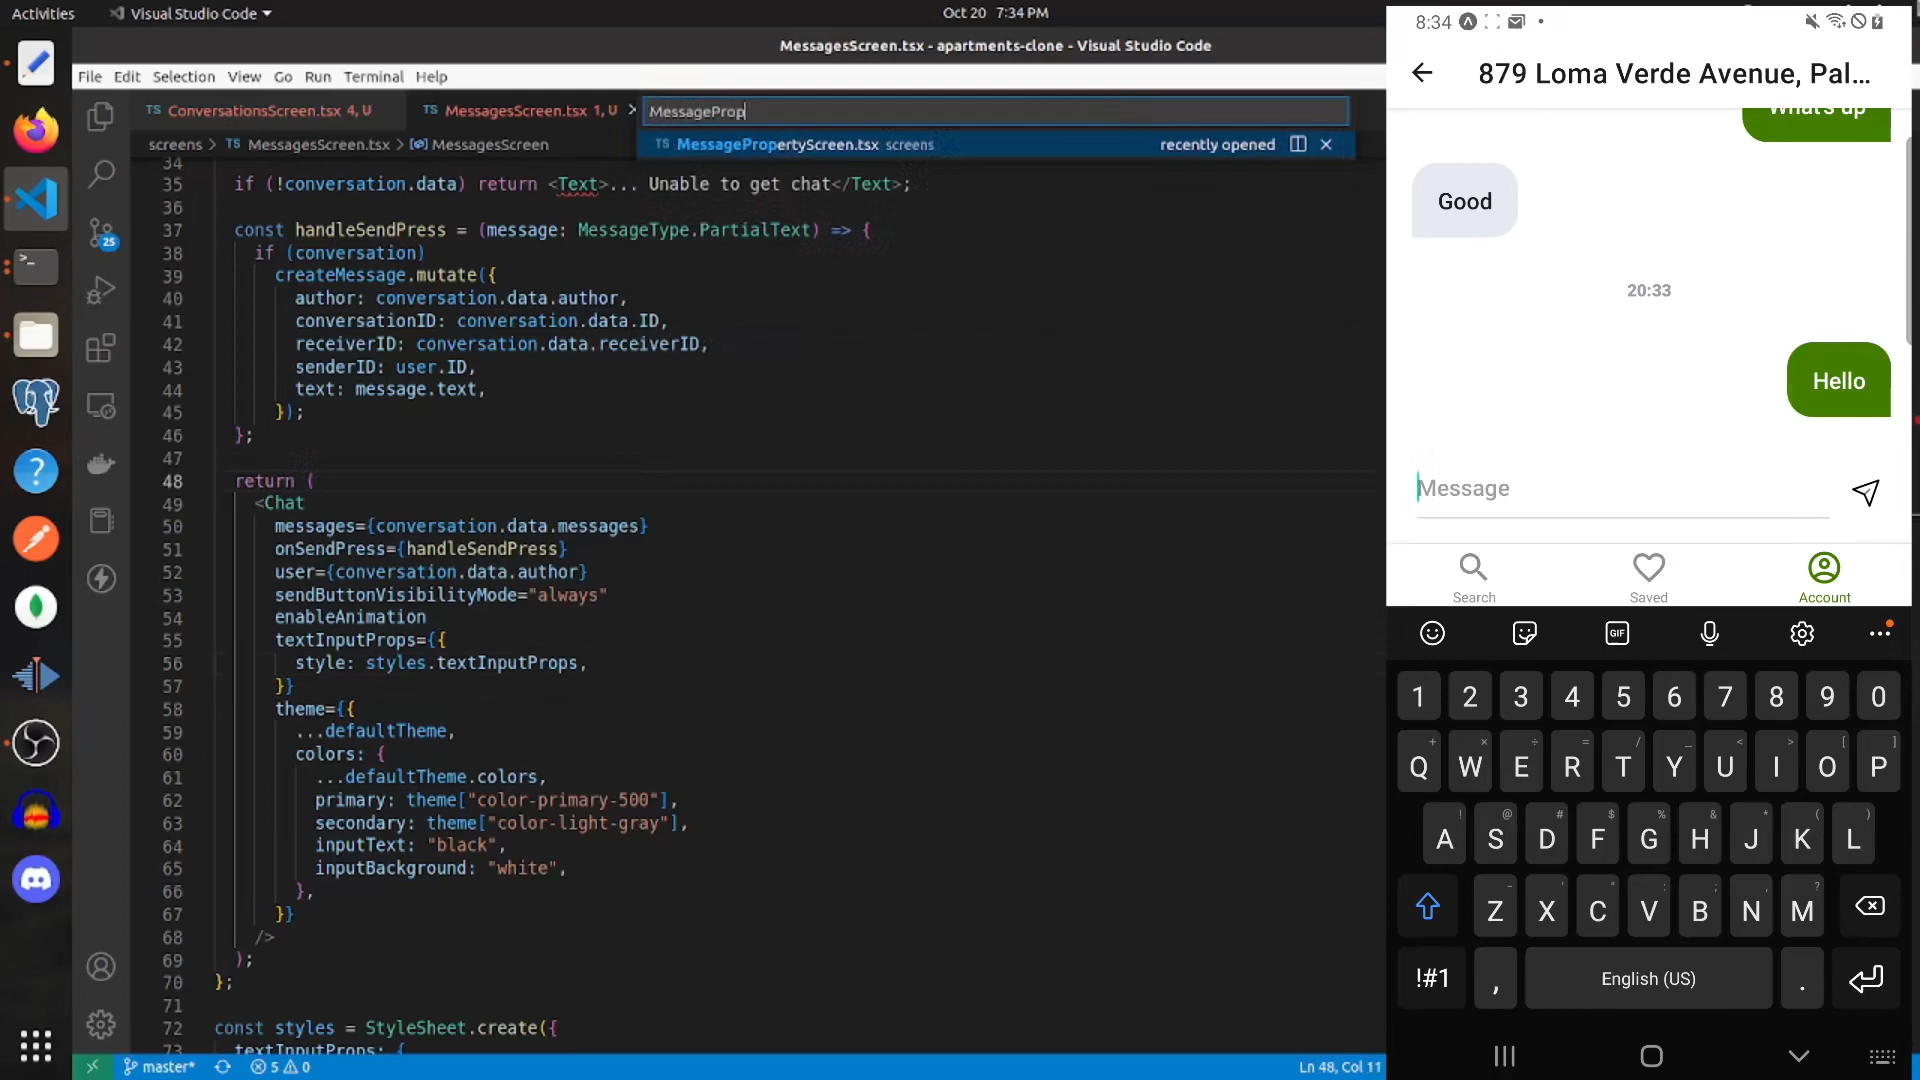 Activities
Visual Studio Code
Oct 20 7:34 PM
MessagesScreen.tsx - apartments-clone - Visual Studio Code
File Edit Selection View Go Run Terminal Help
TS ConversationsScreen.tsx 4, U
TS MessagesScreen.tsx 1, U
MessageProp
screens > TS MessagesScreen.tsx > MessagesScreen
TS MessagePropertyScreen.tsx screens
recently opened
34
35 if (!conversation.data) return <Text>... Unable to get chat</Text>;
36
37 const handleSendPress = (message: MessageType.PartialText) => {
38 if (conversation)
39 createMessage.mutate({
40 author: conversation.data.author,
41 conversationID: conversation.data.ID,
42 receiverID: conversation.data.receiverID,
43 senderID: user.ID,
44 text: message.text,
45 });
46 };
47
48 return (
49 <Chat
50 messages={conversation.data.messages}
51 onSendPress={handleSendPress}
52 user={conversation.data.author}
53 sendButtonVisibilityMode="always"
54 enableAnimation
55 textInputProps={{
56 style: styles.textInputProps,
57 }}
58 theme={{
59 ...defaultTheme,
60 colors: {
61 ...defaultTheme.colors,
62 primary: theme["color-primary-500"],
63 secondary: theme["color-light-gray"],
64 inputText: "black",
65 inputBackground: "white",
66 },
67 }}
68 />
69 );
70 };
71
72 const styles = StyleSheet.create({
73 textInputProps: {
25
master*
5
0
Ln 48, Col 11
8:34
879 Loma Verde Avenue, Pal...
What's up
Good
20:33
Hello
Message
Search
Saved
Account
GIF
1 2 3 4 5 6 7 8 9 0
Q W E R T Y U I O P
A S D F G H J K L
Z X C V B N M
!#1 , English (US) .